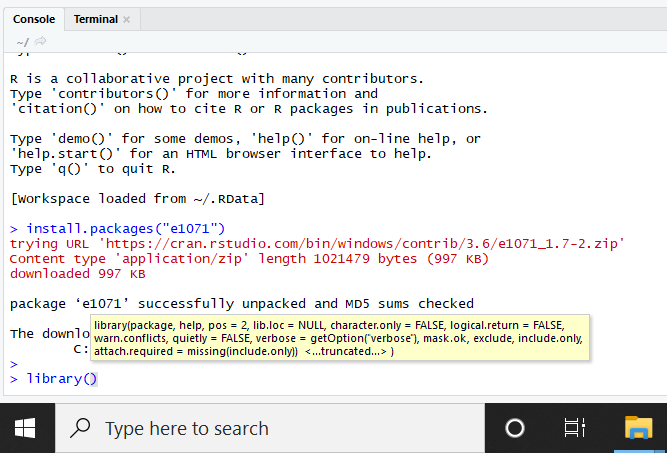 Console Terminal
~/
R is a collaborative project with many contributors.
Type 'contributors()' for more information and
'citation()' on how to cite R or R packages in publications.
Type 'demo()' for some demos, 'help()' for on-line help, or
'help.start()' for an HTML browser interface to help.
Type 'q()' to quit R.
[Workspace loaded from ~/.RData]
> install.packages("e1071")
trying URL 'https://cran.rstudio.com/bin/windows/contrib/3.6/e1071_1.7-2.zip'
Content type 'application/zip' length 1021479 bytes (997 KB)
downloaded 997 KB
package ‘e1071’ successfully unpacked and MD5 sums checked
The downlo
C:
library(package, help, pos = 2, lib.loc = NULL, character.only = FALSE, logical.return = FALSE,
warn.conflicts, quietly = FALSE, verbose = getOption("verbose"), mask.ok, exclude, include.only,
attach.required = missing(include.only)) <...truncated...> )
>
> library()
Type here to search